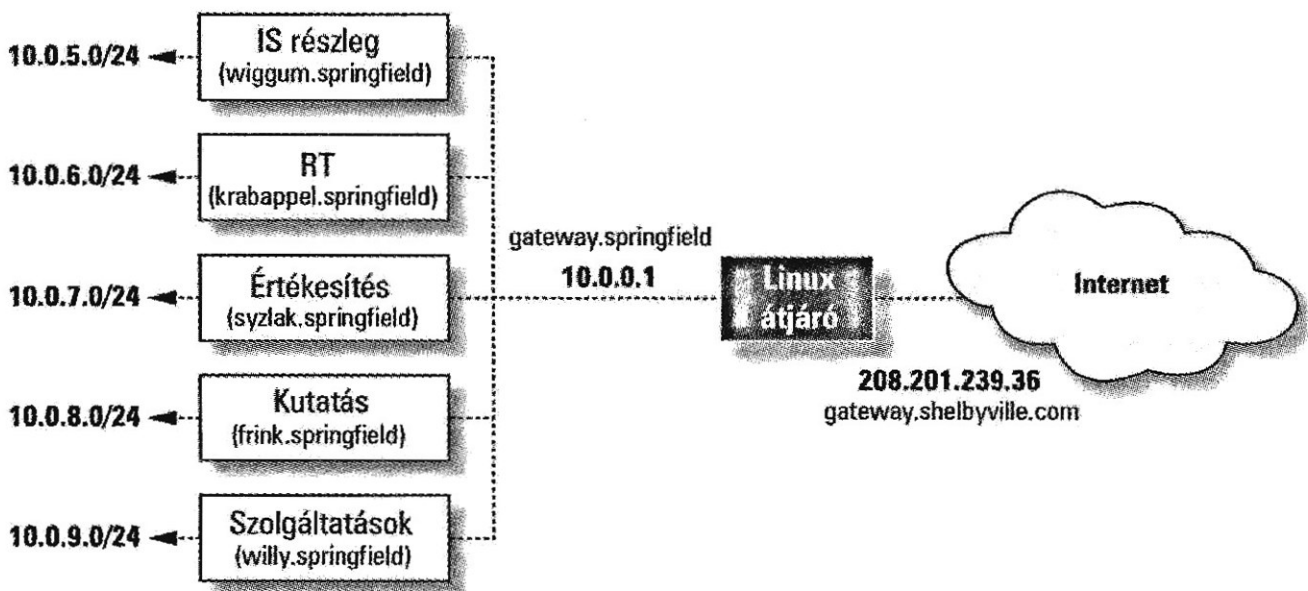 10.0.5.0/24
IS részleg
(wiggum.springfield)
10.0.6.0/24
RT
(krabappel.springfield)
10.0.7.0/24
Értékesítés
(syzlak.springfield)
10.0.8.0/24
Kutatás
(frink.springfield)
10.0.9.0/24
Szolgáltatások
(willy.springfield)
gateway.springfield
10.0.0.1
Linux
átjáró
Internet
208.201.239.36
gateway.shelbyville.com